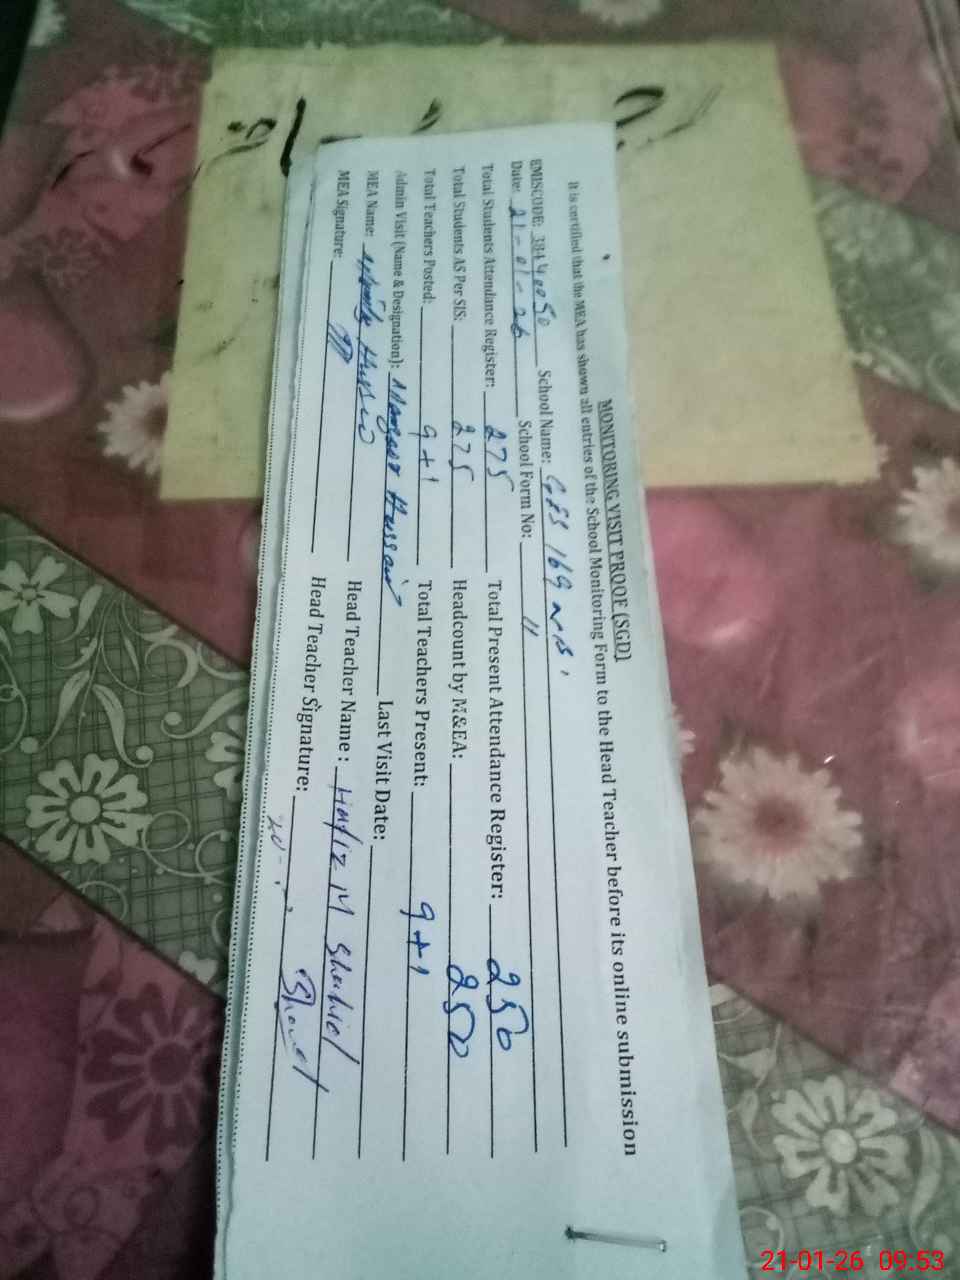 MONITORING VISIT PROOF (SGD)
It is certified that the MEA has shown all entries of the School Monitoring Form to the Head Teacher before its online submission
EMISCODE: 38440050 School Name: GES 169 N.B.
Date: 21-01-26 School Form No: 11
Total Students Attendance Register: 275 Total Present Attendance Register: 250
Total Students AS Per SIS: 275 Headcount by M&EA: 250
Total Teachers Posted: 9+1 Total Teachers Present: 9+1
Admin Visit (Name & Designation): Hussain Last Visit Date:
MEA Name: Head Teacher Name: Hafiz M Shahid
MEA Signature: Head Teacher Signature:
21-01-26 09.53